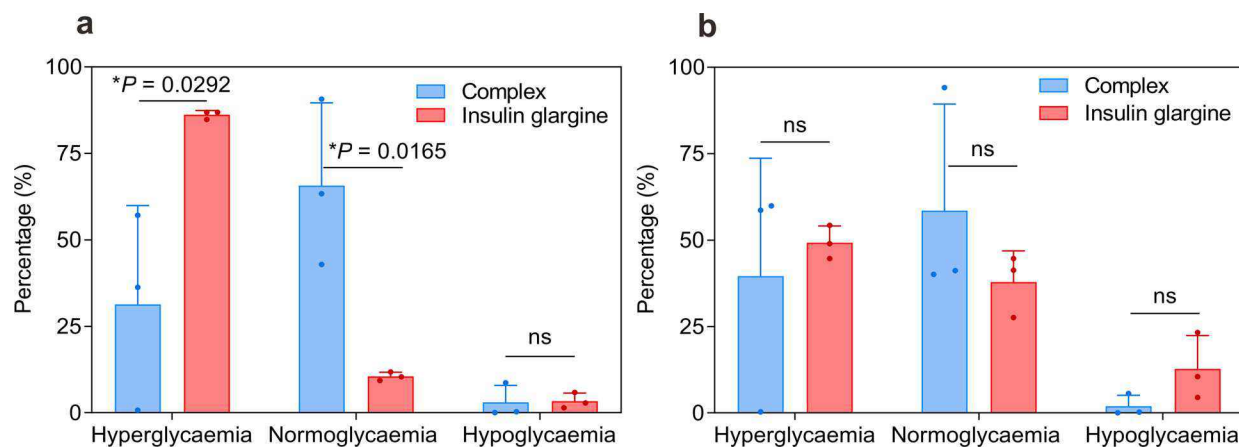 a
100
75
50
25
0
Percentage (%)
*P = 0.0292
*P = 0.0165
ns
Complex
Insulin glargine
Hyperglycaemia Normoglycaemia Hypoglycaemia
b
100
75
50
25
0
Percentage (%)
ns
ns
ns
Complex
Insulin glargine
Hyperglycaemia Normoglycaemia Hypoglycaemia